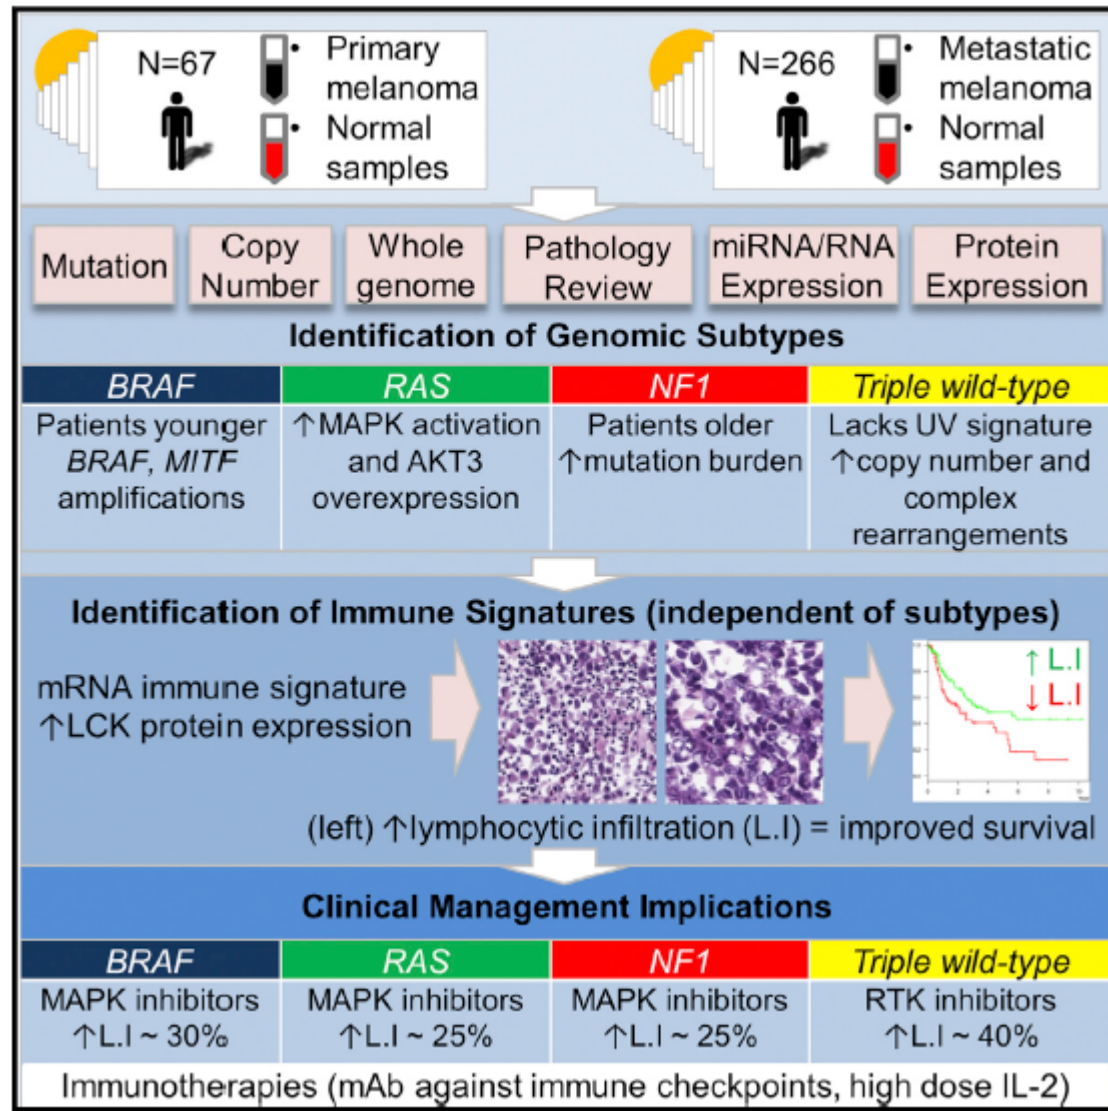 N=67
• Primary
melanoma
• Normal
samples
N=266
• Metastatic
melanoma
• Normal
samples
Mutation
Copy
Number
Whole
genome
Pathology
Review
miRNA/RNA
Expression
Protein
Expression
Identification of Genomic Subtypes
BRAF
RAS
NF1
Triple wild-type
Patients younger
BRAF, MITF
amplifications
↑MAPK activation
and AKT3
overexpression
Patients older
↑mutation burden
Lacks UV signature
↑copy number and
complex
rearrangements
Identification of Immune Signatures (independent of subtypes)
mRNA immune signature
↑LCK protein expression
↑ L.I
↓ L.I
(left) ↑lymphocytic infiltration (L.I) = improved survival
Clinical Management Implications
BRAF
RAS
NF1
Triple wild-type
MAPK inhibitors
↑L.I ~ 30%
MAPK inhibitors
↑L.I ~ 25%
MAPK inhibitors
↑L.I ~ 25%
RTK inhibitors
↑L.I ~ 40%
Immunotherapies (mAb against immune checkpoints, high dose IL-2)